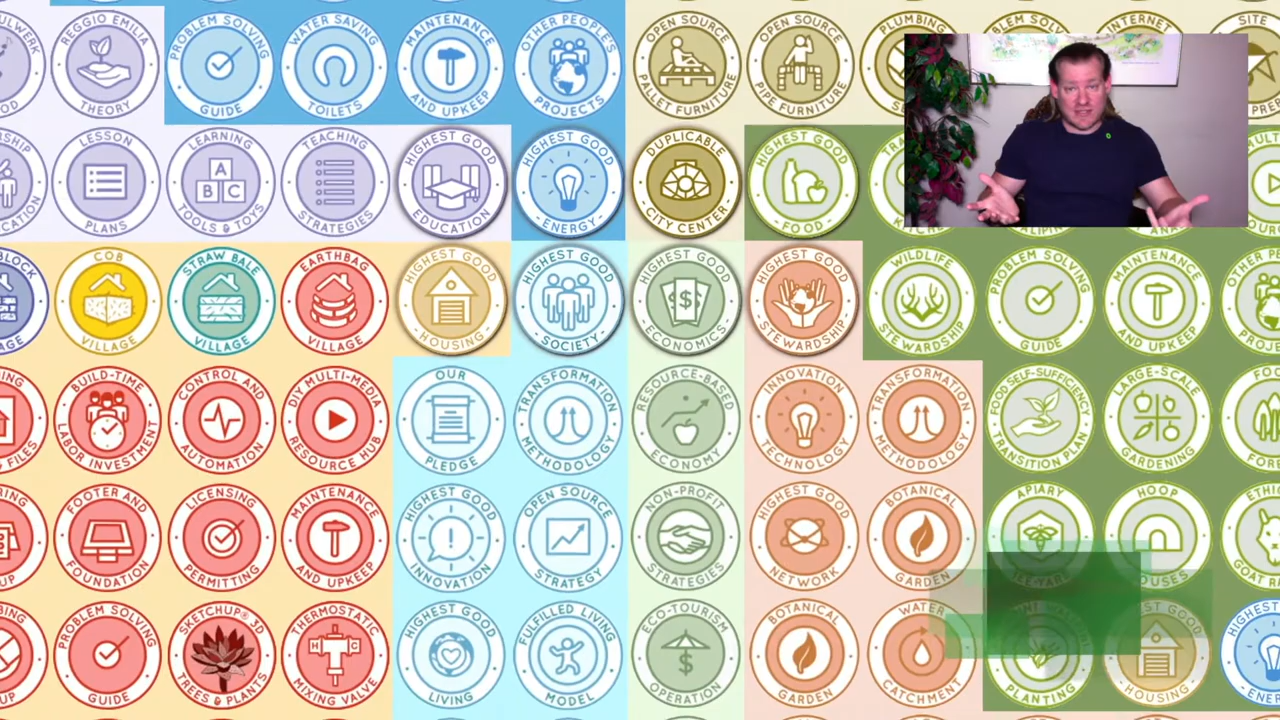 REGGIO EMILIA
THEORY
PROBLEM SOLVING
GUIDE
WATER SAVING
TOILETS
MAINTENANCE
AND UPKEEP
OTHER PEOPLE'S
PROJECTS
OPEN SOURCE
PALLET FURNITURE
OPEN SOURCE
PIPE FURNITURE
PLUMBING
INTERNET
SITE
LESSON
PLANS
LEARNING
A
B C
TOOLS & TOYS
TEACHING
STRATEGIES
HIGHEST GOOD
EDUCATION
HIGHEST GOOD
ENERGY
DUPLICABLE
CITY CENTER
HIGHEST GOOD
FOOD
COB
VILLAGE
STRAW BALE
VILLAGE
EARTHBAG
VILLAGE
HIGHEST GOOD
HOUSING
HIGHEST GOOD
SOCIETY
HIGHEST GOOD
$ $
ECONOMICS
HIGHEST GOOD
STEWARDSHIP
WILDLIFE
STEWARDSHIP
PROBLEM SOLVING
GUIDE
MAINTENANCE
AND UPKEEP
& FILES
BUILD-TIME
LABOR INVESTMENT
CONTROL AND
AUTOMATION
DIY MULTI-MEDIA
RESOURCE HUB
OUR
PLEDGE
TRANSFORMATION
METHODOLOGY
RESOURCE-BASED
ECONOMY
INNOVATION
TECHNOLOGY
TRANSFORMATION
METHODOLOGY
FOOD SELF-SUFFICIENCY
TRANSITION PLAN
LARGE-SCALE
GARDENING
FOOTER AND
FOUNDATION
LICENSING
PERMITTING
MAINTENANCE
AND UPKEEP
HIGHEST GOOD
!
INNOVATION
OPEN SOURCE
STRATEGY
NON-PROFIT
STRATEGIES
HIGHEST GOOD
NETWORK
BOTANICAL
GARDEN
APIARY
HOOP
PROBLEM SOLVING
GUIDE
SKETCHUP® 3D
TREES & PLANTS
THERMOSTATIC
H C
MIXING VALVE
HIGHEST GOOD
LIVING
FULFILLED LIVING
MODEL
ECO-TOURISM
$
OPERATION
BOTANICAL
GARDEN
WATER
CATCHMENT
PLANTING
HOUSING